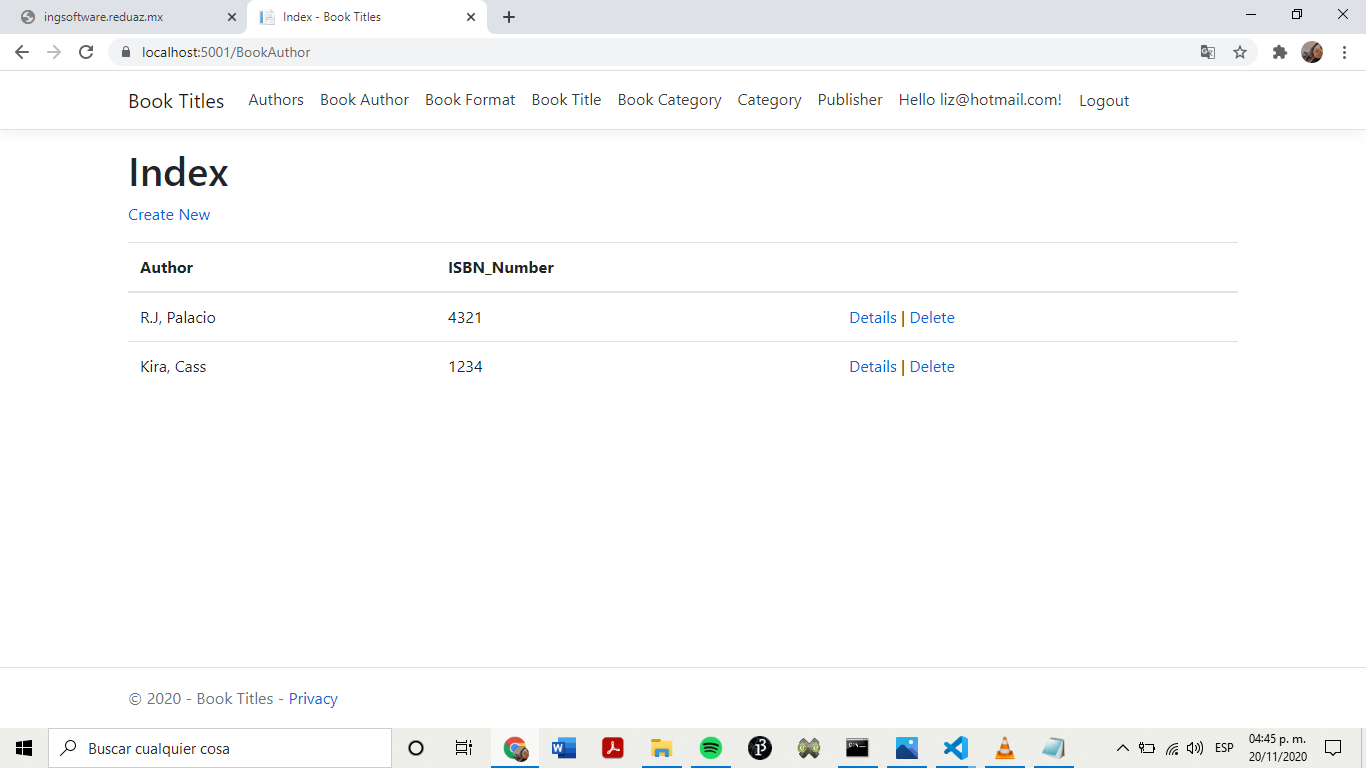 ingsoftware.reduaz.mx
Index - Book Titles
localhost:5001/BookAuthor
Book Titles Authors Book Author Book Format Book Title Book Category Category Publisher Hello liz@hotmail.com! Logout
Index
Create New
Author ISBN_Number
R.J, Palacio 4321 Details | Delete
Kira, Cass 1234 Details | Delete
© 2020 - Book Titles - Privacy
Buscar cualquier cosa
ESP
04:45 p. m.
20/11/2020